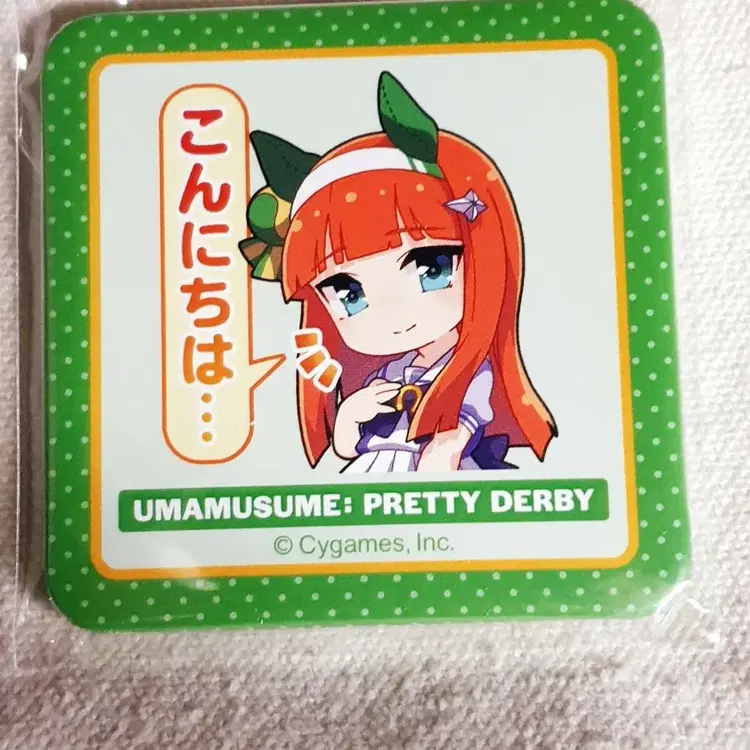 こんにちは…
UMAMUSUME: PRETTY DERBY
© Cygames, Inc.